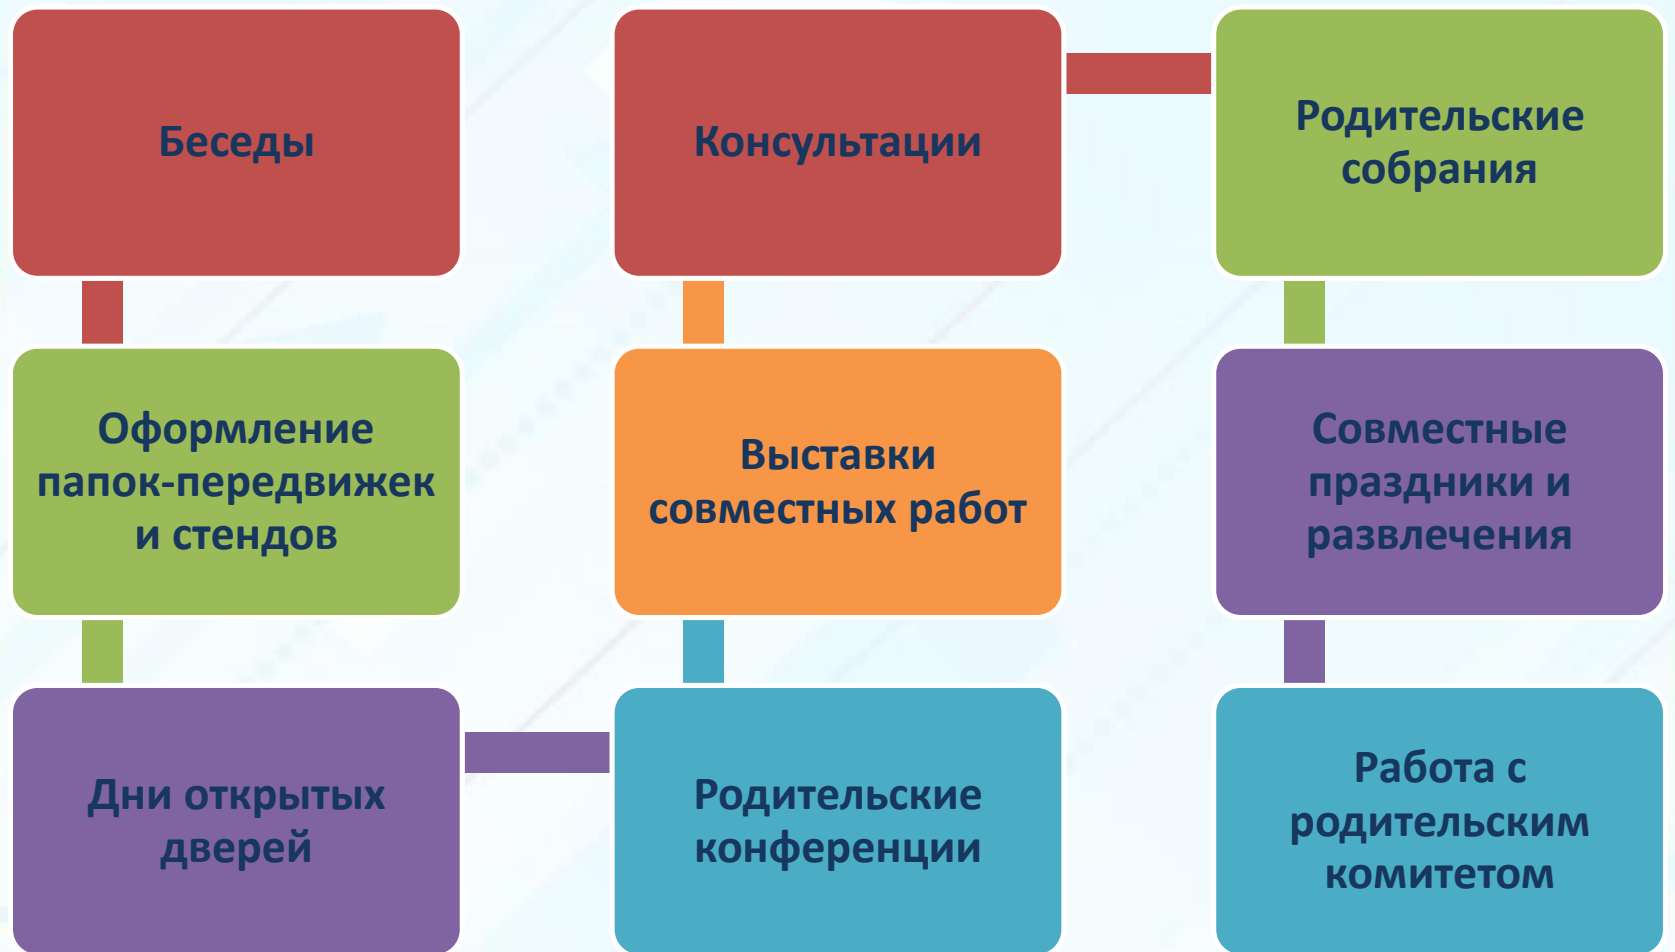 Беседы
Консультации
Родительские
собрания
Оформление
папок-передвижек
и стендов
Выставки
совместных работ
Совместные
праздники и
развлечения
Дни открытых
дверей
Родительские
конференции
Работа с
родительским
комитетом